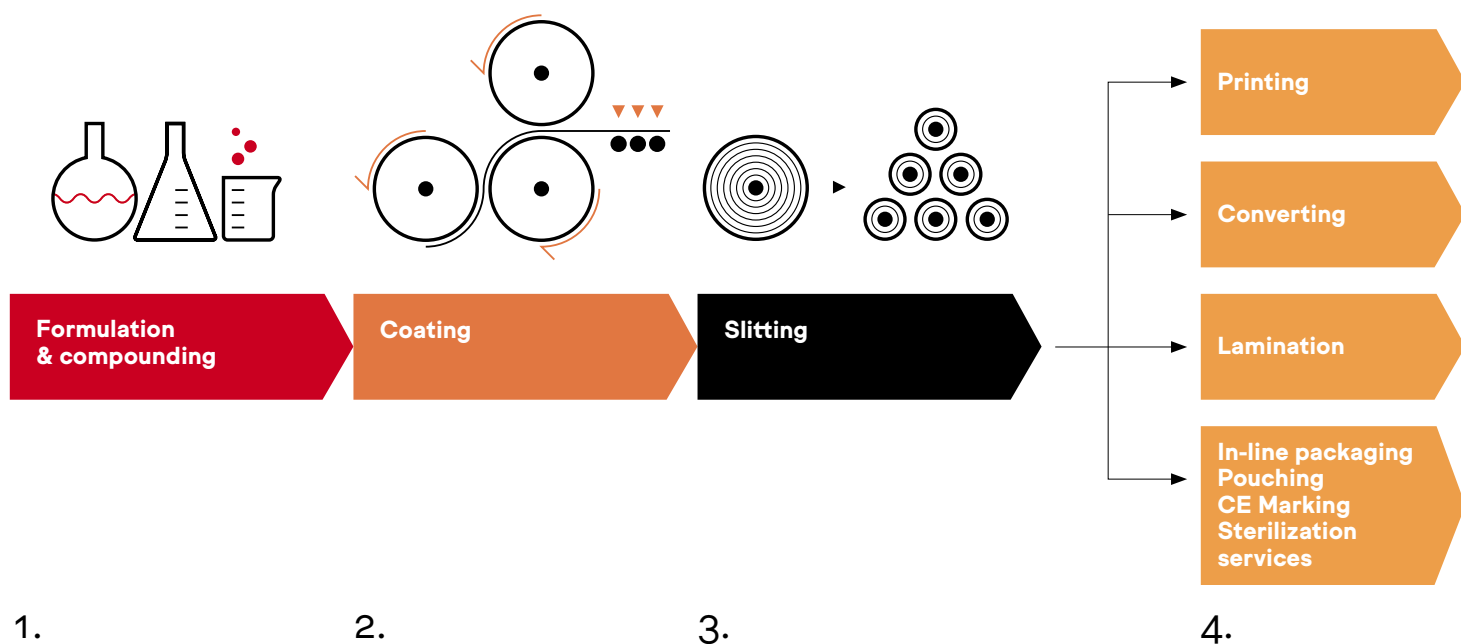 Formulation
& compounding
Coating
Slitting
Printing
Converting
Lamination
In-line packaging
Pouching
CE Marking
Sterilization
services
1.
2.
3.
4.